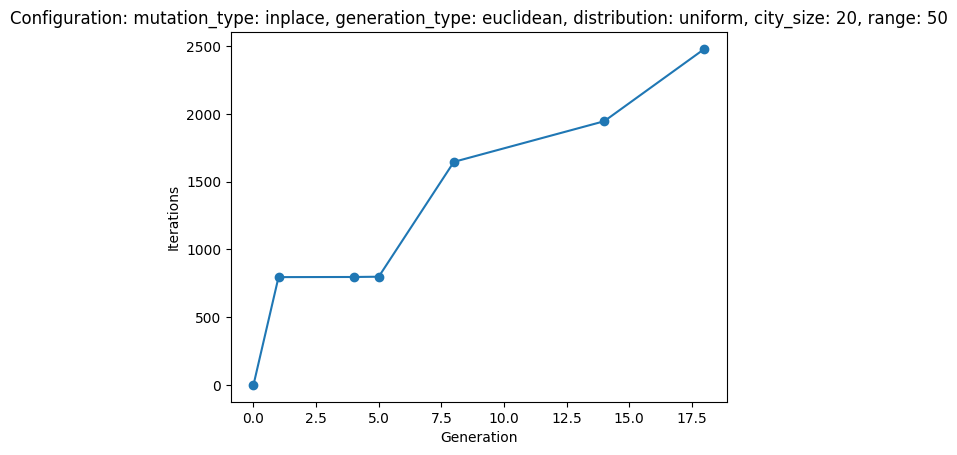 Configuration: mutation_type: inplace, generation_type: euclidean, distribution: uniform, city_size: 20, range: 50
2500
2000
1500
1000
500
0
Iterations
0.0 2.5 5.0 7.5 10.0 12.5 15.0 17.5
Generation